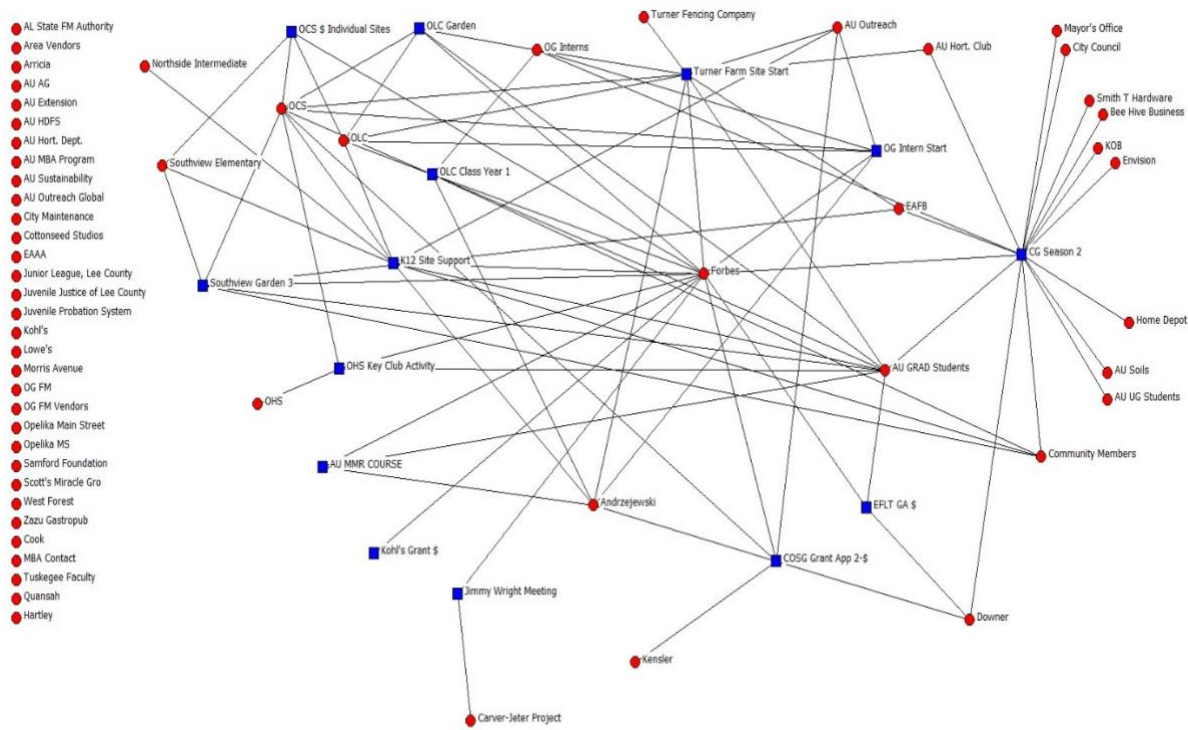 AL State FM Authority
Area Vendors
Arricia
AU AG
AU Extension
AU HDFS
AU Hort. Dept.
AU MBA Program
AU Sustainability
AU Outreach Global
City Maintenance
Cottonseed Studios
EAAA
Junior League, Lee County
Juvenile Justice of Lee County
Juvenile Probation System
Kohl's
Lowe's
Morris Avenue
OG FM
OG FM Vendors
Opelika Main Street
Opelika MS
Samford Foundation
Scott's Miracle Gro
West Forest
Zazu Gastropub
Cook
MBA Contact
Tuskegee Faculty
Quansah
Hartley
Turner Fencing Company
OCS $ Individual Sites
OLC Garden
AU Outreach
Mayor's Office
OG Interns
AU Hort. Club
City Council
Northside Intermediate
Turner Farm Site Start
Smith T Hardware
OCS
Bee Hive Business
OLC
OG Intern Start
KOB
Southview Elementary
Envision
OLC Class Year 1
EAFB
K12 Site Support
CG Season 2
Southview Garden 3
Forbes
Home Depot
OHS Key Club Activity
AU GRAD Students
AU Soils
OHS
AU UG Students
AU MMR COURSE
Community Members
Andrzejewski
EFLT GA $
Kohl's Grant $
COSG Grant App 2-$
Jimmy Wright Meeting
Downer
Kensler
Carver-Jeter Project